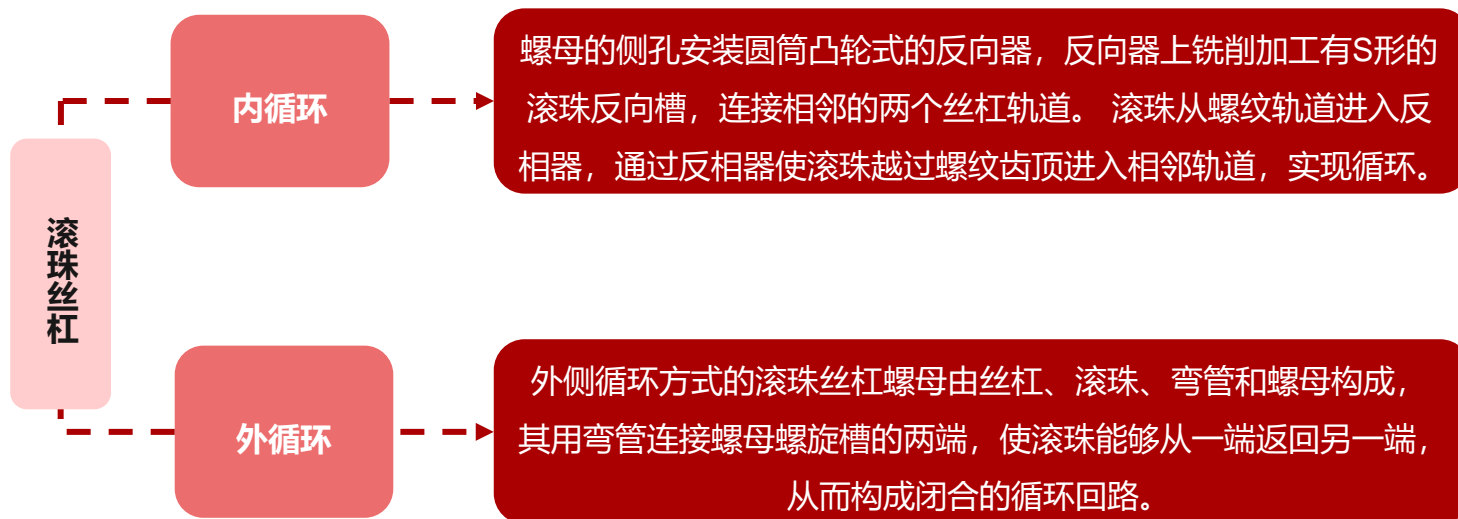 滚珠丝杠
内循环
螺母的侧孔安装圆筒凸轮式的反向器，反向器上铣削加工有S形的
滚珠反向槽，连接相邻的两个丝杠轨道。 滚珠从螺纹轨道进入反
相器，通过反相器使滚珠越过螺纹齿顶进入相邻轨道，实现循环。
外循环
外侧循环方式的滚珠丝杠螺母由丝杠、滚珠、弯管和螺母构成，
其用弯管连接螺母螺旋槽的两端，使滚珠能够从一端返回另一端，
从而构成闭合的循环回路。